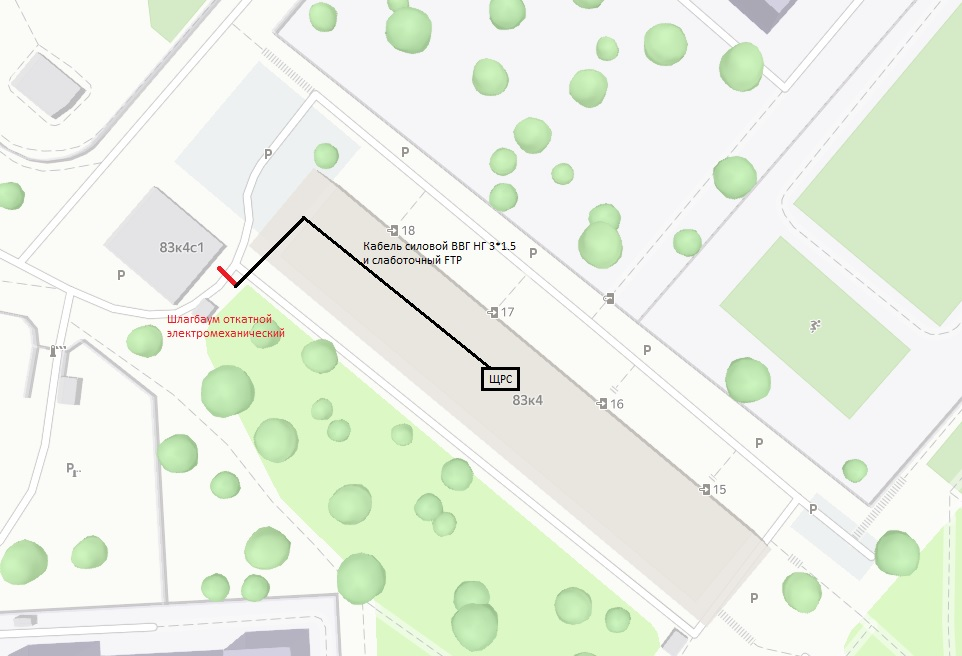 P
P
18
83к4с1
Кабель силовой ВВГ НГ 3*1.5
и слаботочный FTP
P
P
17
Шлагбаум откатной
электромеханический
P
ЩРС
83к4
16
P
P
15
P
P